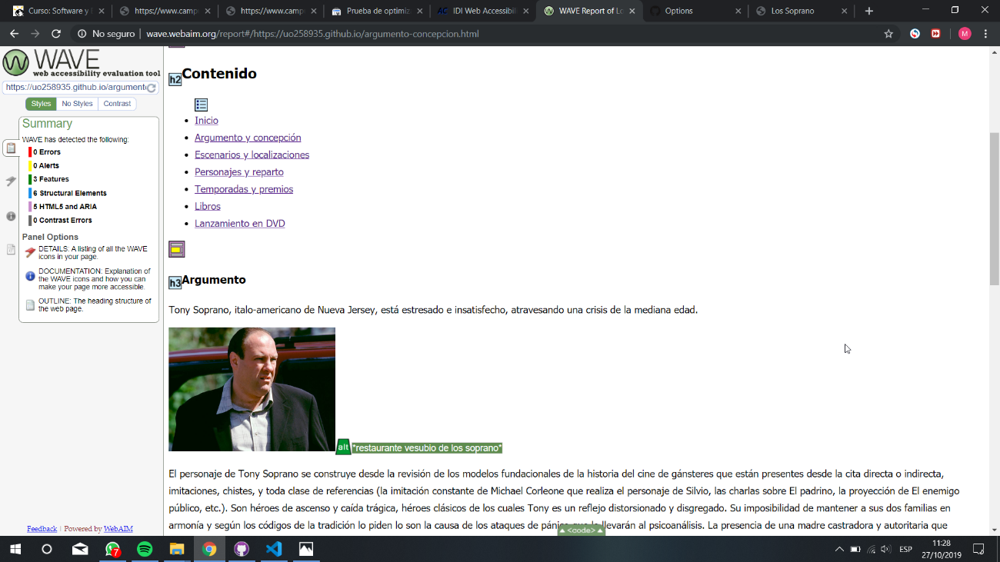 Curso: Software y
https://www.camp
https://www.camp
Prueba de optimiz
IDI Web Accessibil
WAVE Report of Lo
Options
Los Soprano
No seguro | wave.webaim.org/report#/https://uo258935.github.io/argumento-concepcion.html
M
WAVE
web accessibility evaluation tool
https://uo258935.github.io/argument
Styles No Styles Contrast
Summary
WAVE has detected the following:
0 Errors
0 Alerts
3 Features
6 Structural Elements
5 HTML5 and ARIA
0 Contrast Errors
Panel Options
DETAILS: A listing of all the WAVE
icons in your page.
DOCUMENTATION: Explanation of
the WAVE icons and how you can
make your page more accessible.
OUTLINE: The heading structure of
the web page.
Feedback | Powered by WebAIM
h2 Contenido
Inicio
Argumento y concepción
Escenarios y localizaciones
Personajes y reparto
Temporadas y premios
Libros
Lanzamiento en DVD
h3 Argumento
Tony Soprano, italo-americano de Nueva Jersey, está estresado e insatisfecho, atravesando una crisis de la mediana edad.
alt *restaurante vesubio de los soprano*
El personaje de Tony Soprano se construye desde la revisión de los modelos fundacionales de la historia del cine de gánsteres que están presentes desde la cita directa o indirecta,
imitaciones, chistes, y toda clase de referencias (la imitación constante de Michael Corleone que realiza el personaje de Silvio, las charlas sobre El padrino, la proyección de El enemigo
público, etc.). Son héroes de ascenso y caída trágica, héroes clásicos de los cuales Tony es un reflejo distorsionado y disgregado. Su imposibilidad de mantener a sus dos familias en
armonía y según los códigos de la tradición lo piden lo son la causa de los ataques de pánico que le llevarán al psicoanálisis. La presencia de una madre castradora y autoritaria que
<code>
7
ESP
11:28
27/10/2019